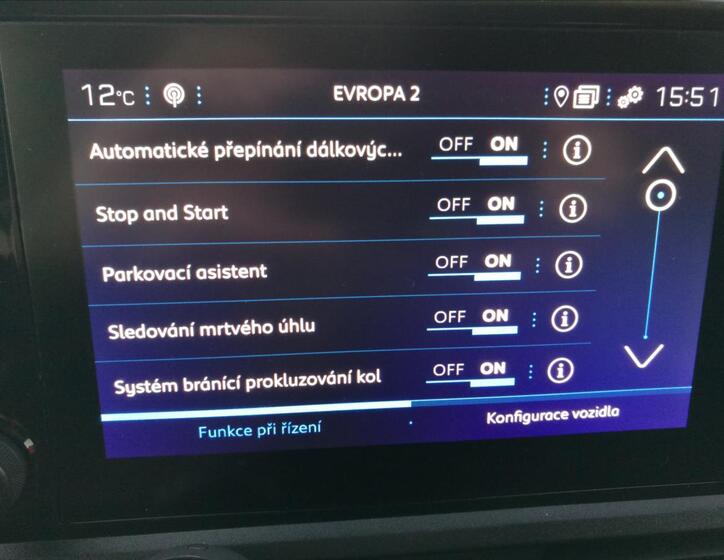 12°C EVROPA 2 15:51
Automatické přepínání dálkovýc... OFF ON
Stop and Start OFF ON
Parkovací asistent OFF ON
Sledování mrtvého úhlu OFF ON
Systém bránící prokluzování kol OFF ON
Funkce při řízení Konfigurace vozidla